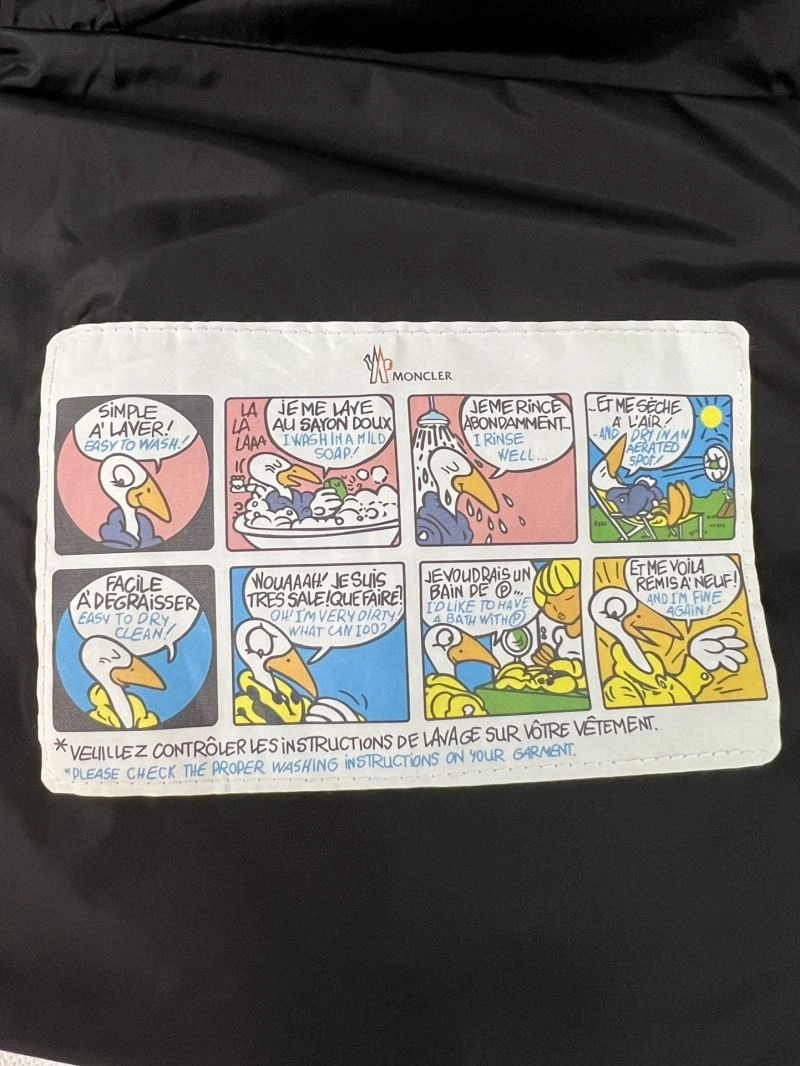 MONCLER
SIMPLE
A' LAVER!
EASY TO WASH!
LA
LA
LAAA
JE ME LAVE
AU SAVON DOUX
I WASH IN A MILD
SOAP!
JE ME RINCE
ABONDAMMENT...
I RINSE
WELL...
...ET ME SÈCHE
A' L'AIR!
-AND DRY IN AN
AERATED
SPOT!
FACILE
A' DEGRAISSER
EASY TO DRY
CLEAN!
WOUAAAH! JE SUIS
TRES SALE! QUE FAIRE?
OH! I'M VERY DIRTY!
WHAT CAN I DO?
JE VOUDRAIS UN
BAIN DE Ⓟ...
I'D LIKE TO HAVE
A BATH WITH Ⓟ
ET ME VOILA
REMIS A' NEUF!
AND I'M FINE
AGAIN!
*VEUILLEZ CONTRÔLER LES INSTRUCTIONS DE LAVAGE SUR VÔTRE VÊTEMENT.
*PLEASE CHECK THE PROPER WASHING INSTRUCTIONS ON YOUR GARMENT.